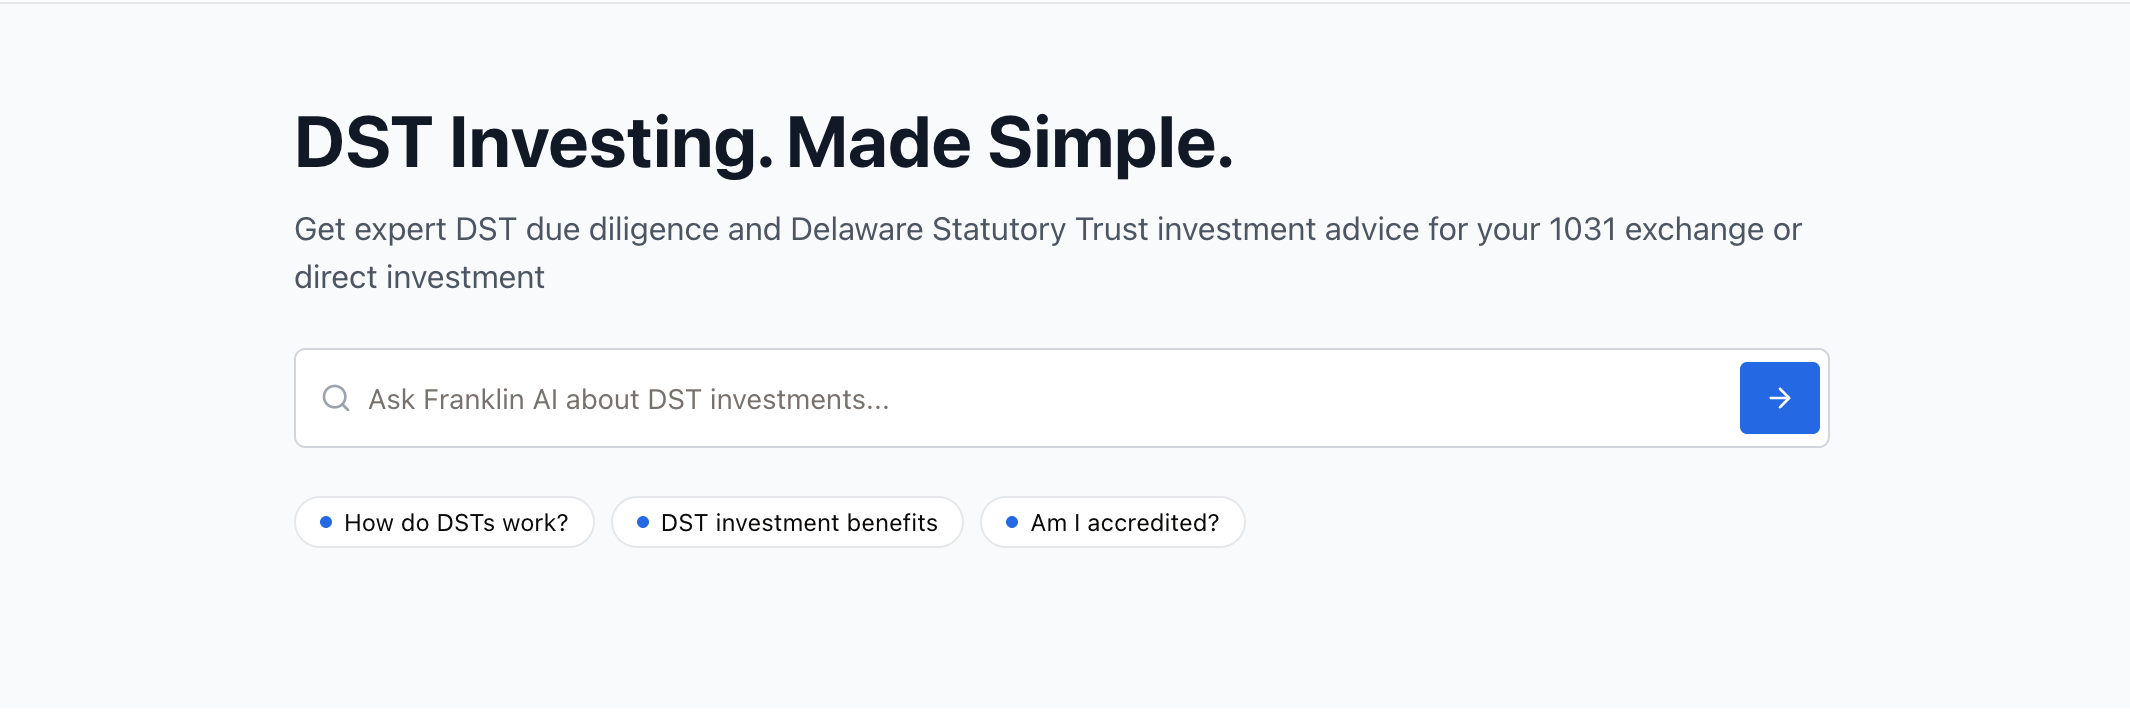 DST Investing. Made Simple.
Get expert DST due diligence and Delaware Statutory Trust investment advice for your 1031 exchange or
direct investment
Ask Franklin AI about DST investments...
How do DSTs work?
DST investment benefits
Am I accredited?